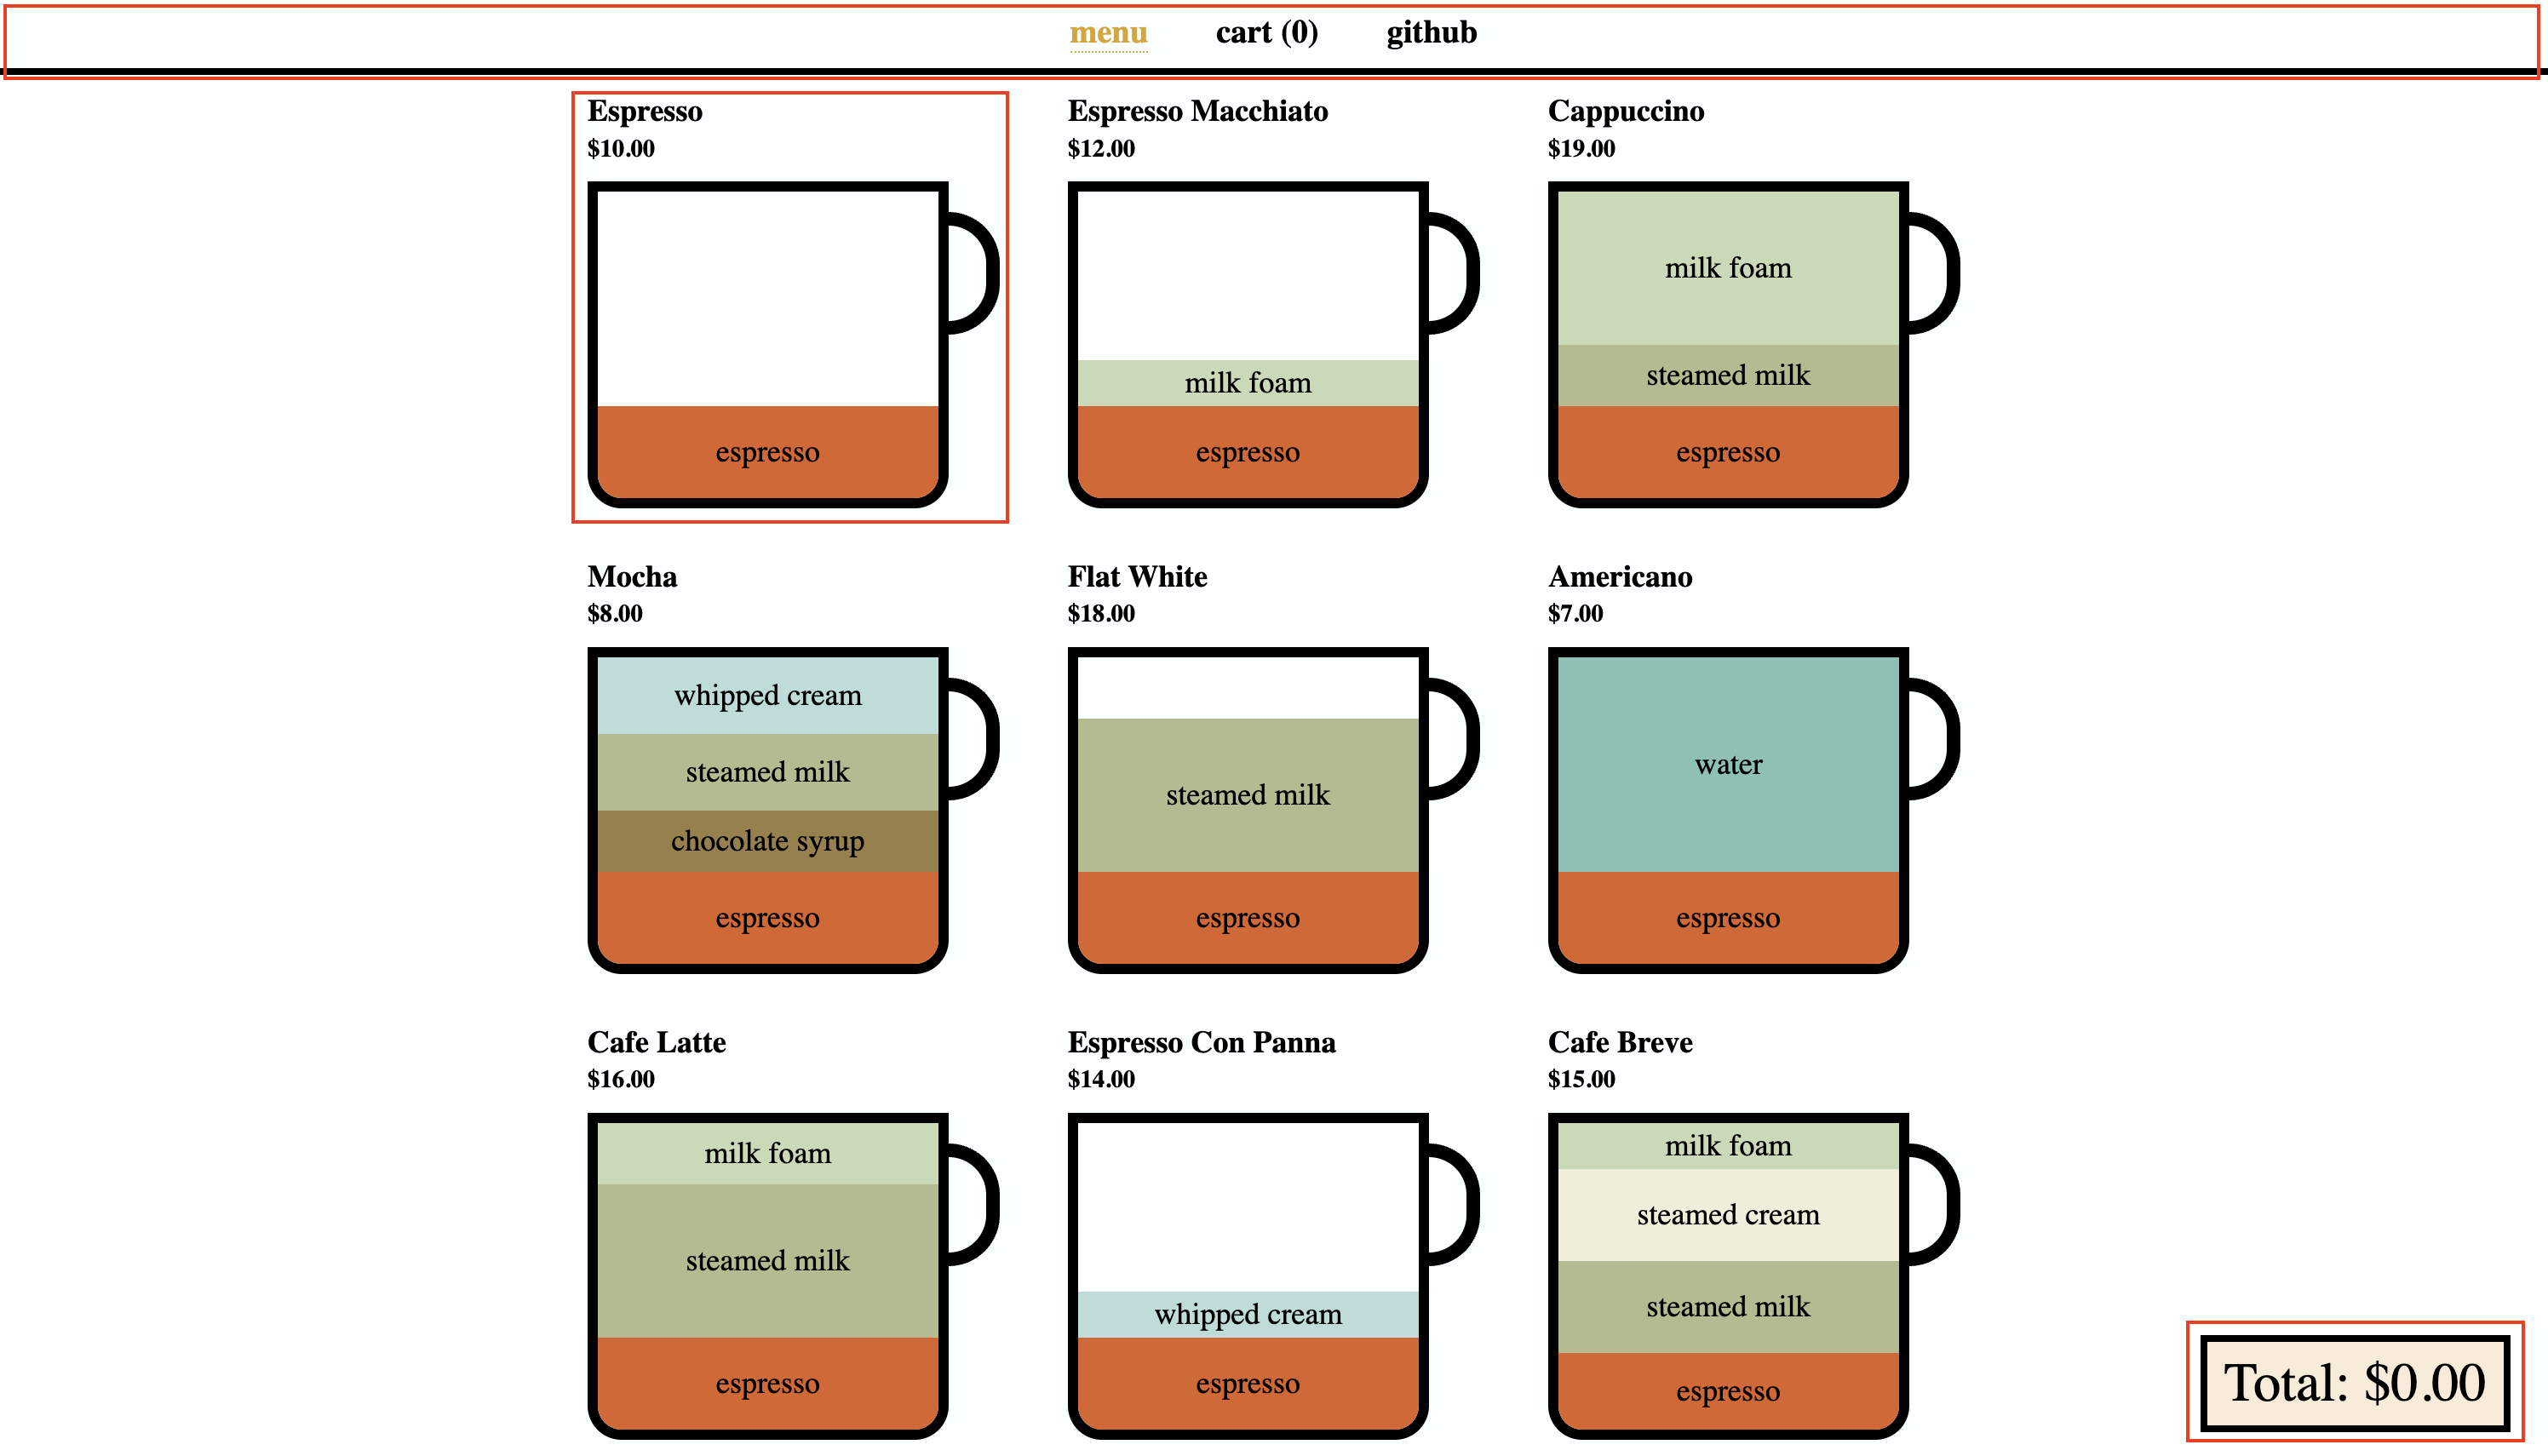 menu cart (0) github
Espresso
$10.00
espresso
Espresso Macchiato
$12.00
milk foam
espresso
Cappuccino
$19.00
milk foam
steamed milk
espresso
Mocha
$8.00
whipped cream
steamed milk
chocolate syrup
espresso
Flat White
$18.00
steamed milk
espresso
Americano
$7.00
water
espresso
Cafe Latte
$16.00
milk foam
steamed milk
espresso
Espresso Con Panna
$14.00
whipped cream
espresso
Cafe Breve
$15.00
milk foam
steamed cream
steamed milk
espresso
Total: $0.00